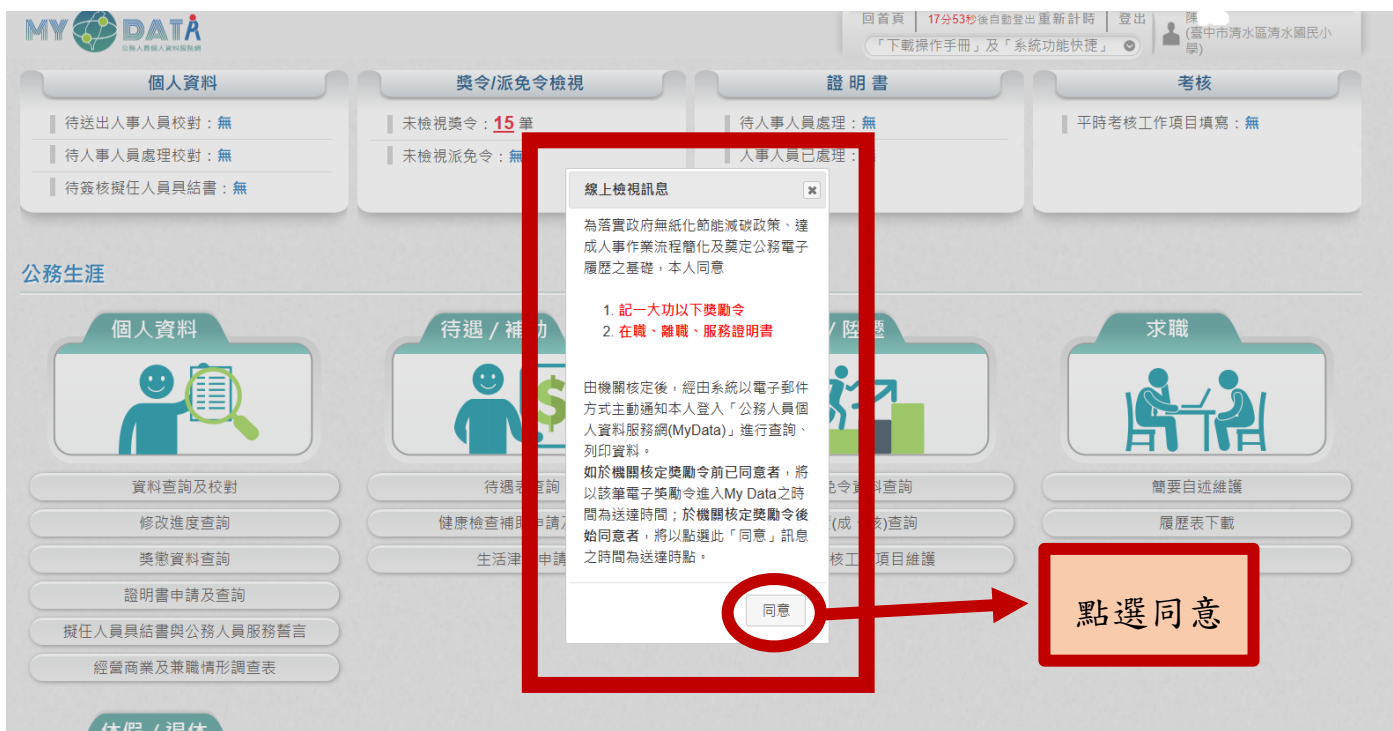 MY DATA
公務人員個人資料服務網
回首頁 17分53秒後自動登出重新計時 登出
陳
(臺中市清水區清水國民小
學)
「下載操作手冊」及「系統功能快捷」
個人資料
獎令/派免令檢視
證明書
考核
待送出人事人員校對：無
未檢視獎令：15 筆
待人事人員處理：無
平時考核工作項目填寫：無
待人事人員處理校對：無
未檢視派免令：無
人事人員已處理：
待簽核擬任人員具結書：無
線上檢視訊息
為落實政府無紙化節能減碳政策、達
成人事作業流程簡化及奠定公務電子
履歷之基礎，本人同意
1. 記一大功以下獎勵令
2. 在職、離職、服務證明書
由機關核定後，經由系統以電子郵件
方式主動通知本人登入「公務人員個
人資料服務網(MyData)」進行查詢、
列印資料。
如於機關核定獎勵令前已同意者，將
以該筆電子獎勵令進入My Data之時
間為送達時間；於機關核定獎勵令後
始同意者，將以點選此「同意」訊息
之時間為送達時點。
同意
點選同意
公務生涯
個人資料
待遇 / 補助
/ 陞遷
求職
資料查詢及校對
待遇表查詢
免令資料查詢
簡要自述維護
修改進度查詢
健康檢查補助申請
(成 核)查詢
履歷表下載
獎懲資料查詢
生活津 申請
核工 項目維護
證明書申請及查詢
擬任人員具結書與公務人員服務誓言
經營商業及兼職情形調查表
休假 / 退休